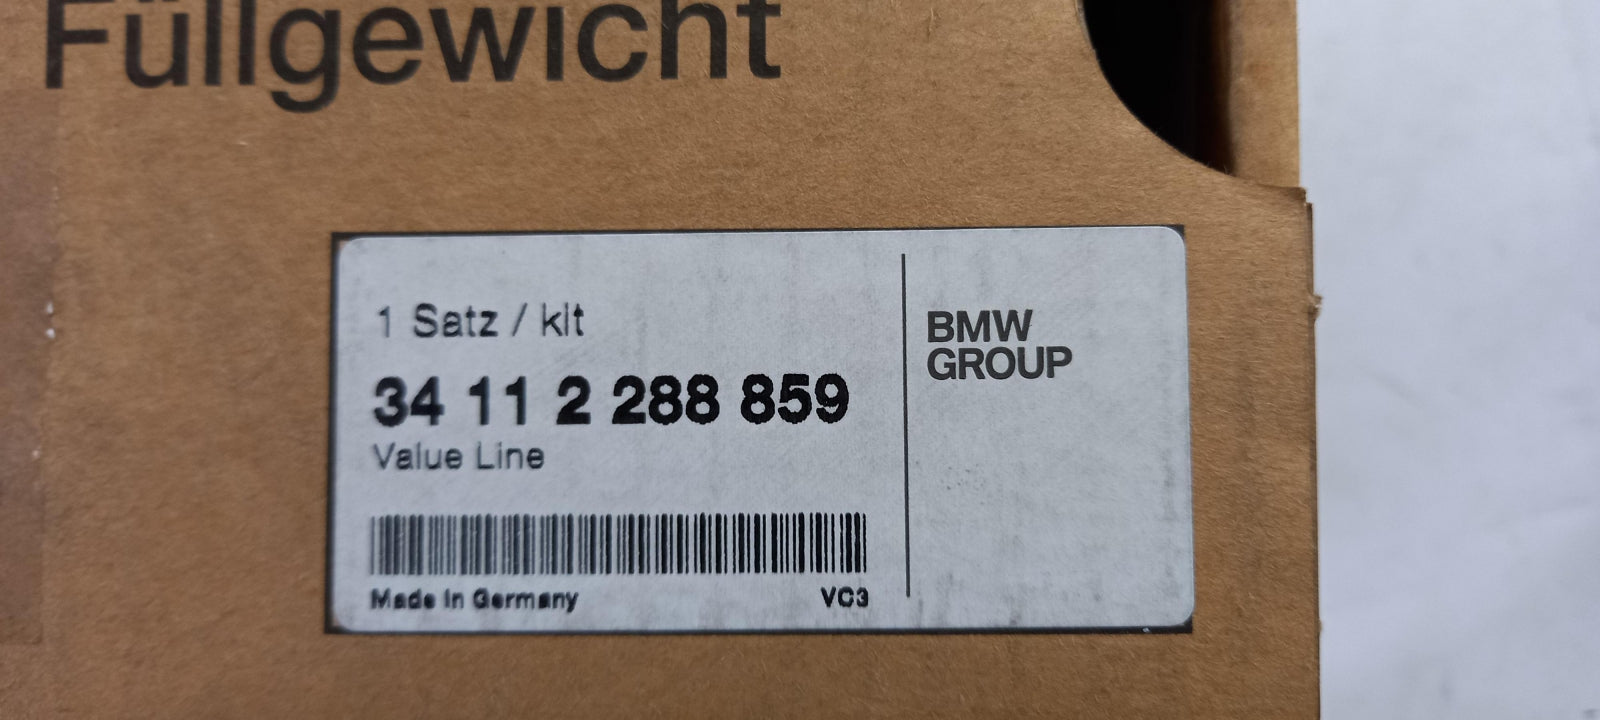 Füllgewicht
1 Satz / kit
34 11 2 288 859
Value Line
Made in Germany
VC3
BMW
GROUP